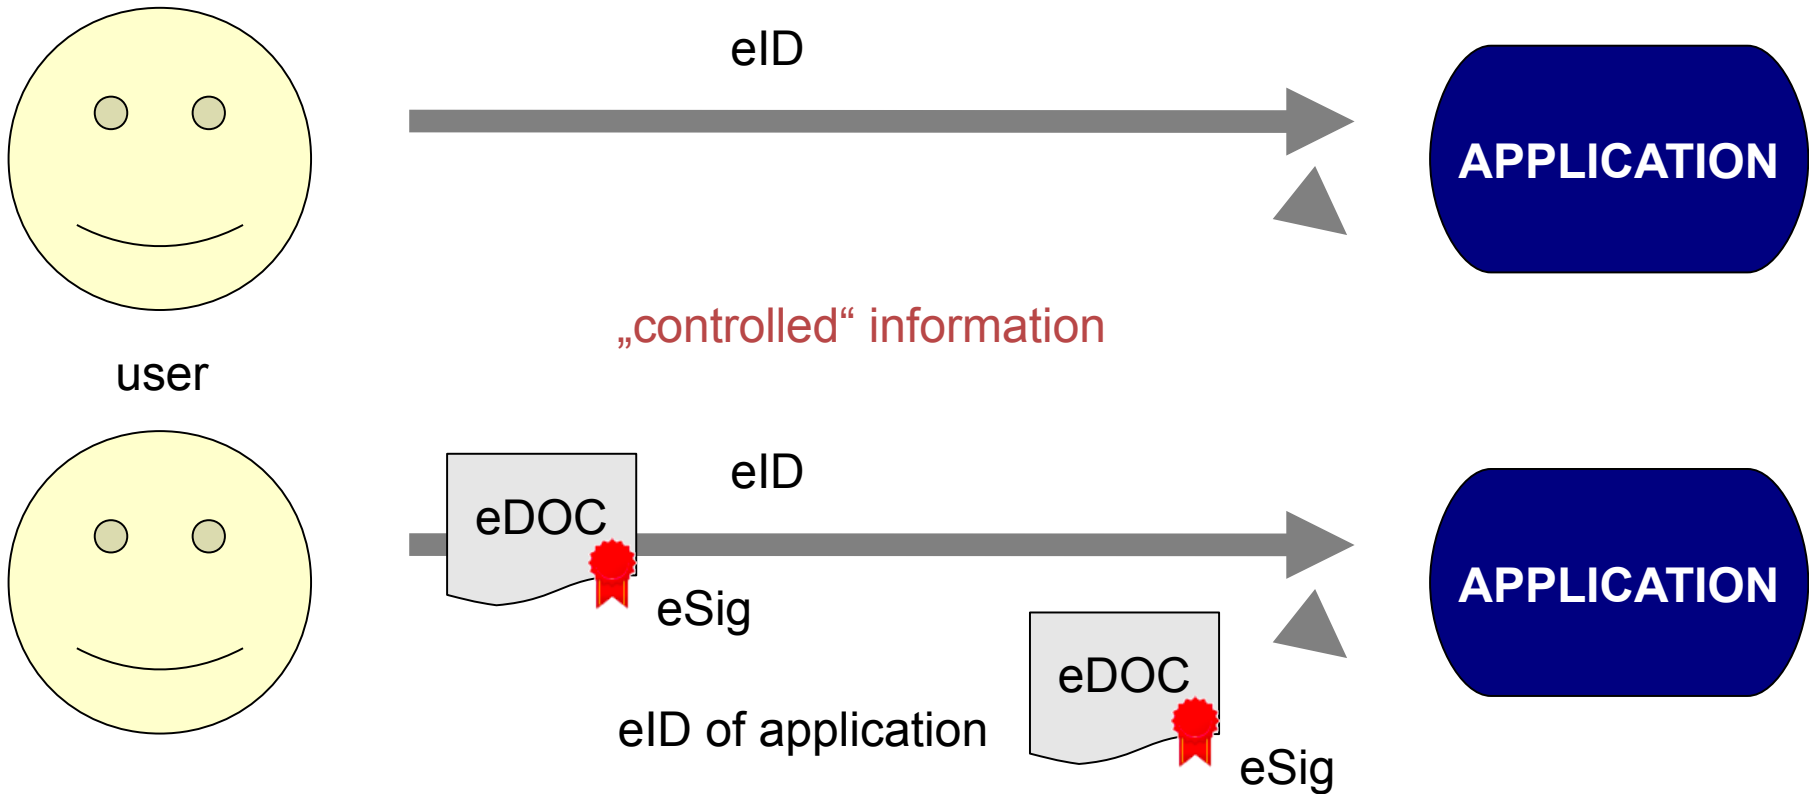 eID
APPLICATION
„controlled“ information
user
eID
eDOC
APPLICATION
eSig
eDOC
eID of application
eSig